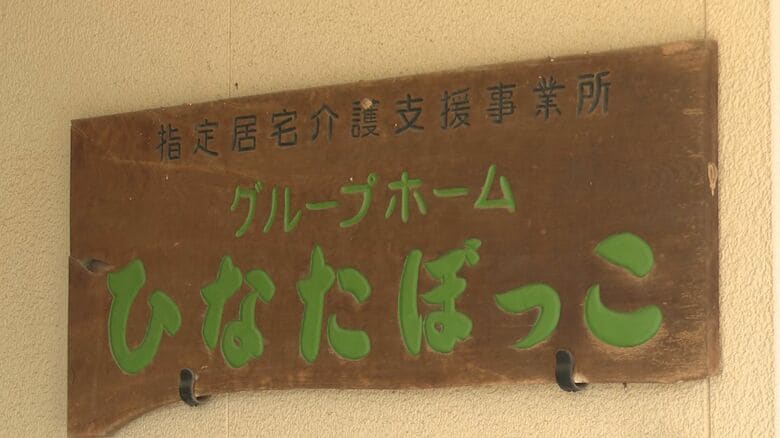 指定居宅介護支援事業所
グループホーム
ひなたぼっこ